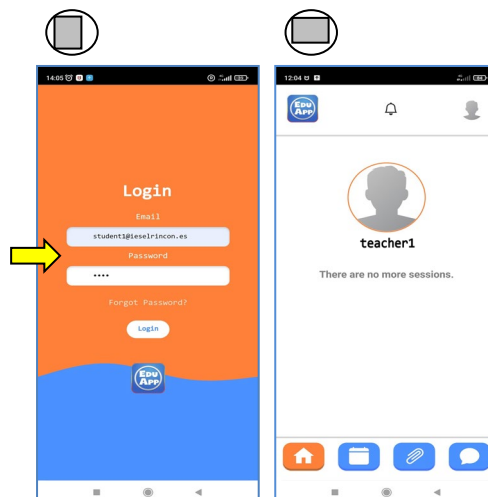 14:05
Login
Email
student1@ieselrincon.es
Password
••••
Forgot Password?
Login
EDU
APP
12:04
EDU
APP
teacher1
There are no more sessions.